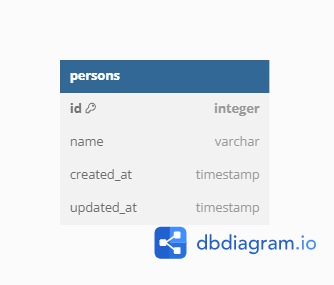 persons
id integer
name varchar
created_at timestamp
updated_at timestamp
dbdiagram.io